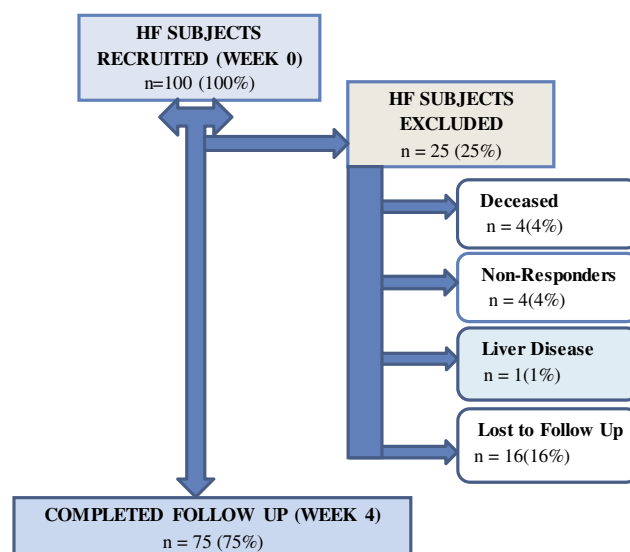 HF SUBJECTS
RECRUITED (WEEK 0)
n=100 (100%)
HF SUBJECTS
EXCLUDED
n = 25 (25%)
Deceased
n = 4(4%)
Non-Responders
n = 4(4%)
Liver Disease
n = 1(1%)
Lost to Follow Up
n = 16(16%)
COMPLETED FOLLOW UP (WEEK 4)
n = 75 (75%)